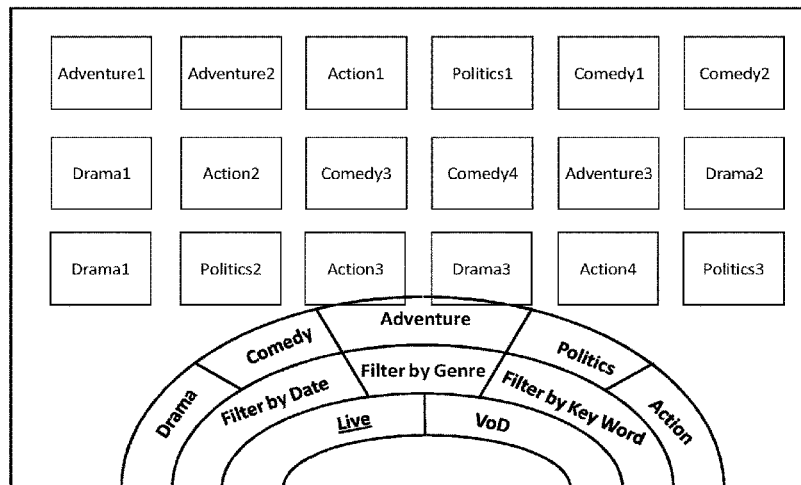 Adventure1 Adventure2 Action1 Politics1 Comedy1 Comedy2
Drama1 Action2 Comedy3 Comedy4 Adventure3 Drama2
Drama1 Politics2 Action3 Drama3 Action4 Politics3
Drama Comedy Adventure Politics Action
Filter by Date Filter by Genre Filter by Key Word
Live VoD